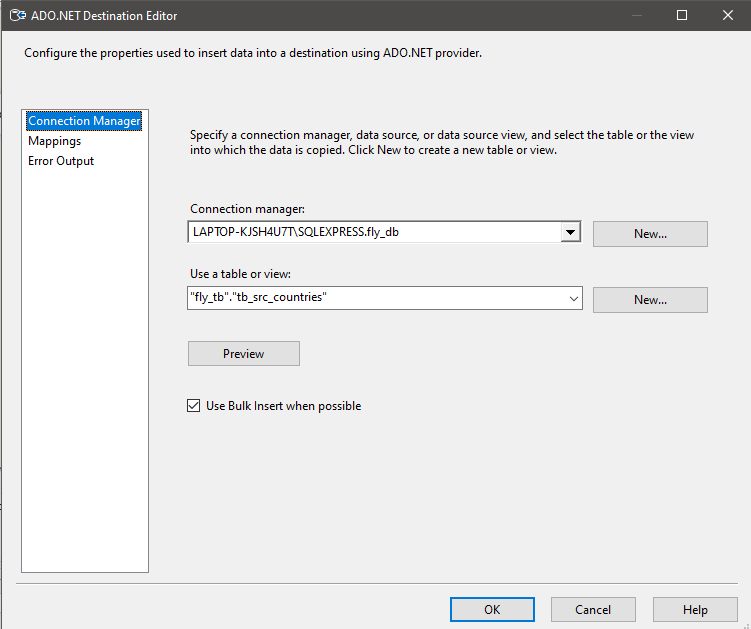 ADO.NET Destination Editor
Configure the properties used to insert data into a destination using ADO.NET provider.
Connection Manager
Mappings
Error Output
Specify a connection manager, data source, or data source view, and select the table or the view
into which the data is copied. Click New to create a new table or view.
Connection manager:
LAPTOP-KJSH4U7T\SQLEXPRESS.fly_db
New...
Use a table or view:
"fly_tb"."tb_src_countries"
New...
Preview
Use Bulk Insert when possible
OK
Cancel
Help